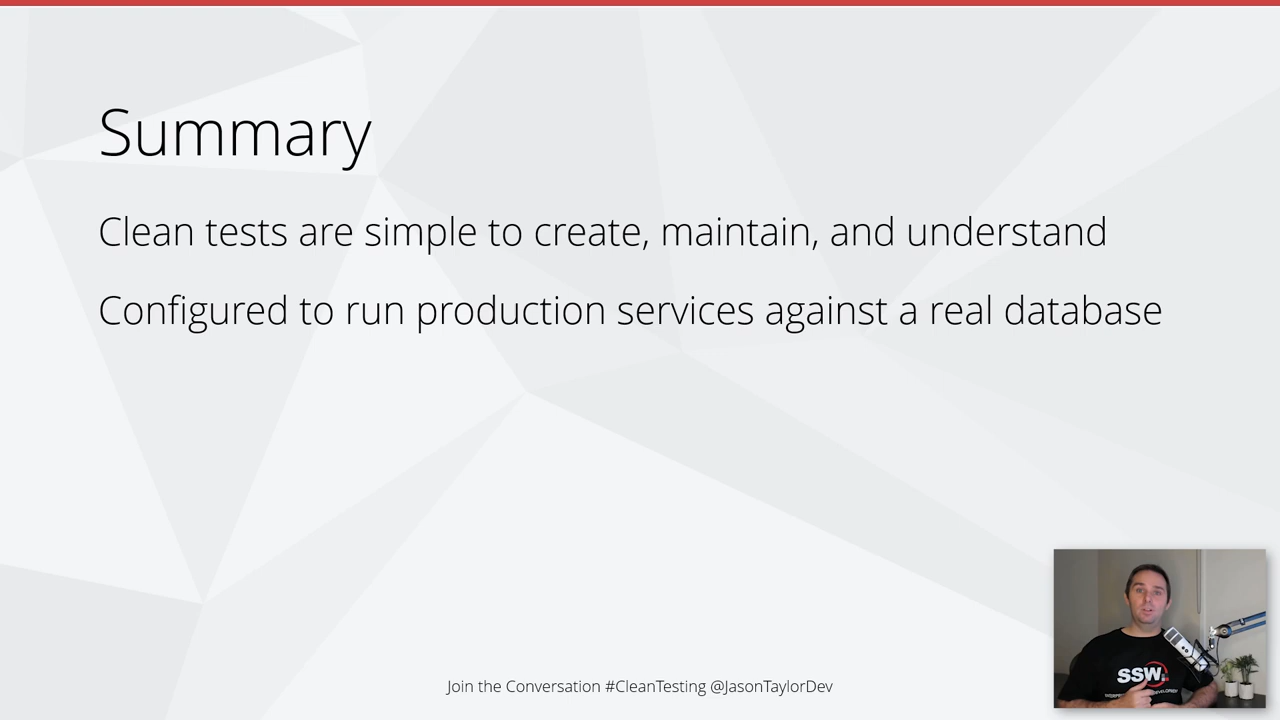 Summary
Clean tests are simple to create, maintain, and understand
Configured to run production services against a real database
SSW.
Join the Conversation #CleanTesting @JasonTaylorDev